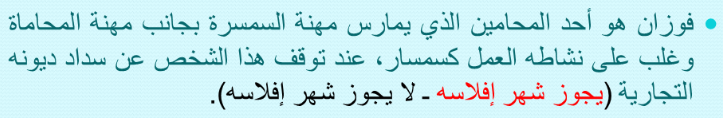 • فوزان هو أحد المحامين الذي يمارس مهنة السمسرة بجانب مهنة المحاماة
وغلب على نشاطه العمل كسمسار، عند توقف هذا الشخص عن سداد ديونه
التجارية (يجوز شهر إفلاسه ـ لا يجوز شهر إفلاسه).